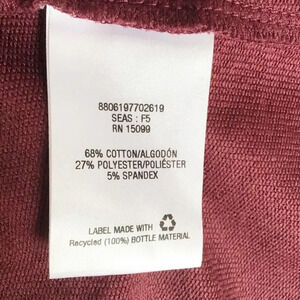 8806197702619
SEAS : F5
RN 15099
68% COTTON/ALGODÓN
27% POLYESTER/POLIÉSTER
5% SPANDEX
LABEL MADE WITH
Recycled (100%) BOTTLE MATERIAL